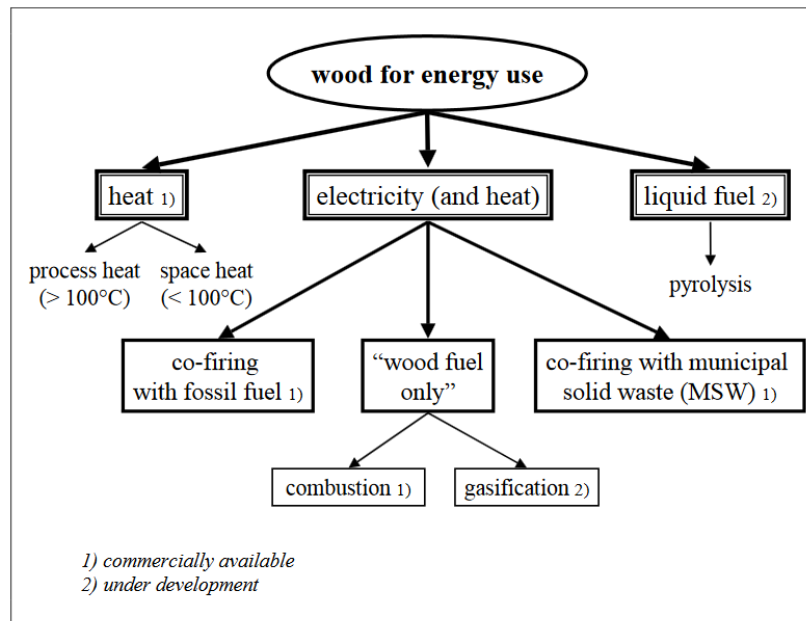 wood for energy use
heat 1)
electricity (and heat)
liquid fuel 2)
process heat
(> 100°C)
space heat
(< 100°C)
pyrolysis
co-firing
with fossil fuel 1)
“wood fuel
only”
co-firing with municipal
solid waste (MSW) 1)
combustion 1)
gasification 2)
1) commercially available
2) under development